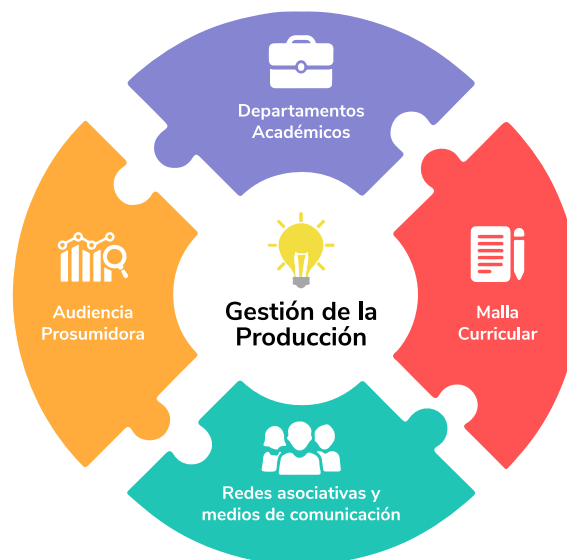 Departamentos
Académicos
Audiencia
Prosumidora
Gestión de la
Producción
Malla
Curricular
Redes asociativas y
medios de comunicación